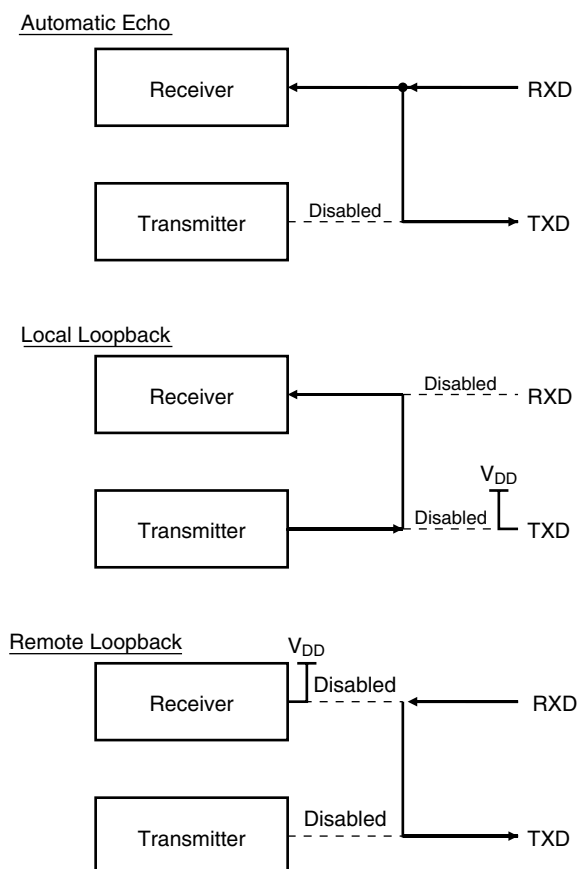 Automatic Echo
Receiver
RXD
Transmitter
Disabled
TXD
Local Loopback
Receiver
Disabled
RXD
VDD
Transmitter
Disabled
TXD
Remote Loopback
VDD
Receiver
Disabled
RXD
Transmitter
Disabled
TXD